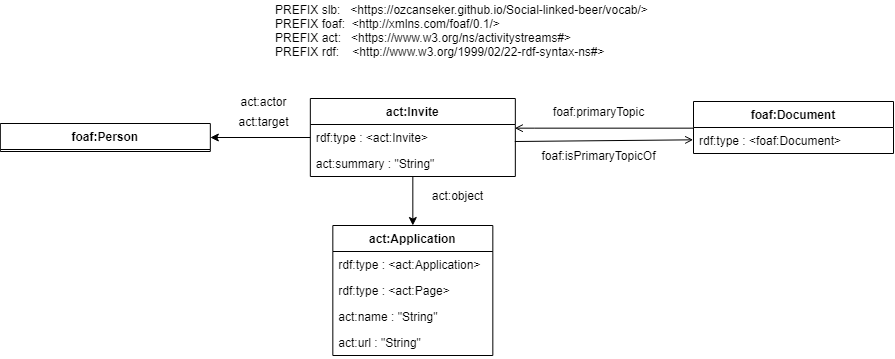 PREFIX slb: <https://ozcanseker.github.io/Social-linked-beer/vocab/>
PREFIX foaf: <http://xmlns.com/foaf/0.1/>
PREFIX act: <https://www.w3.org/ns/activitystreams#>
PREFIX rdf: <http://www.w3.org/1999/02/22-rdf-syntax-ns#>
foaf:Person
act:actor
act:target
act:Invite
rdf:type : <act:Invite>
act:summary : "String"
foaf:primaryTopic
foaf:isPrimaryTopicOf
foaf:Document
rdf:type : <foaf:Document>
act:object
act:Application
rdf:type : <act:Application>
rdf:type : <act:Page>
act:name : "String"
act:url : "String"